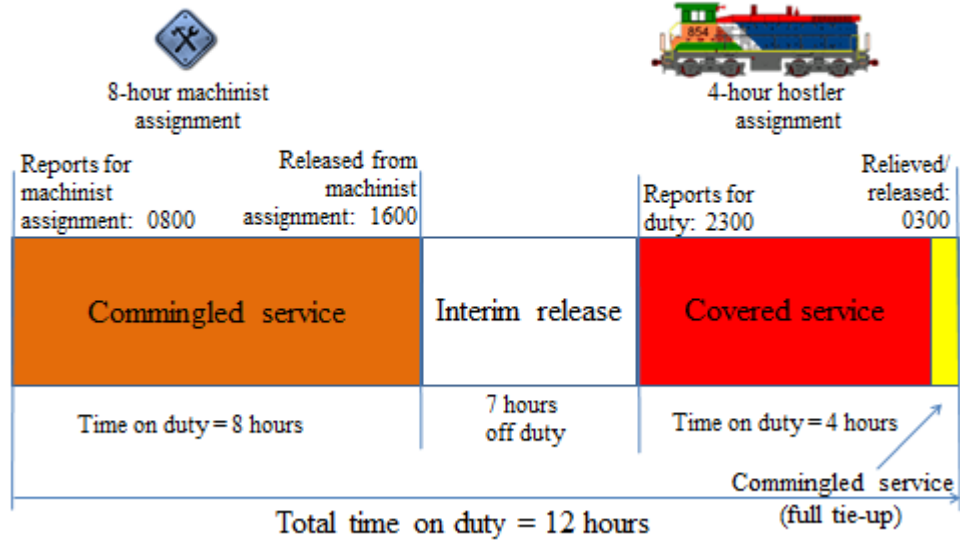 854
8-hour machinist
assignment
4-hour hostler
assignment
Reports for
machinist
assignment: 0800
Released from
machinist
assignment: 1600
Reports for
duty: 2300
Relieved/
released:
0300
Commingled service
Interim release
Covered service
Time on duty = 8 hours
7 hours
off duty
Time on duty = 4 hours
Commingled service
(full tie-up)
Total time on duty = 12 hours